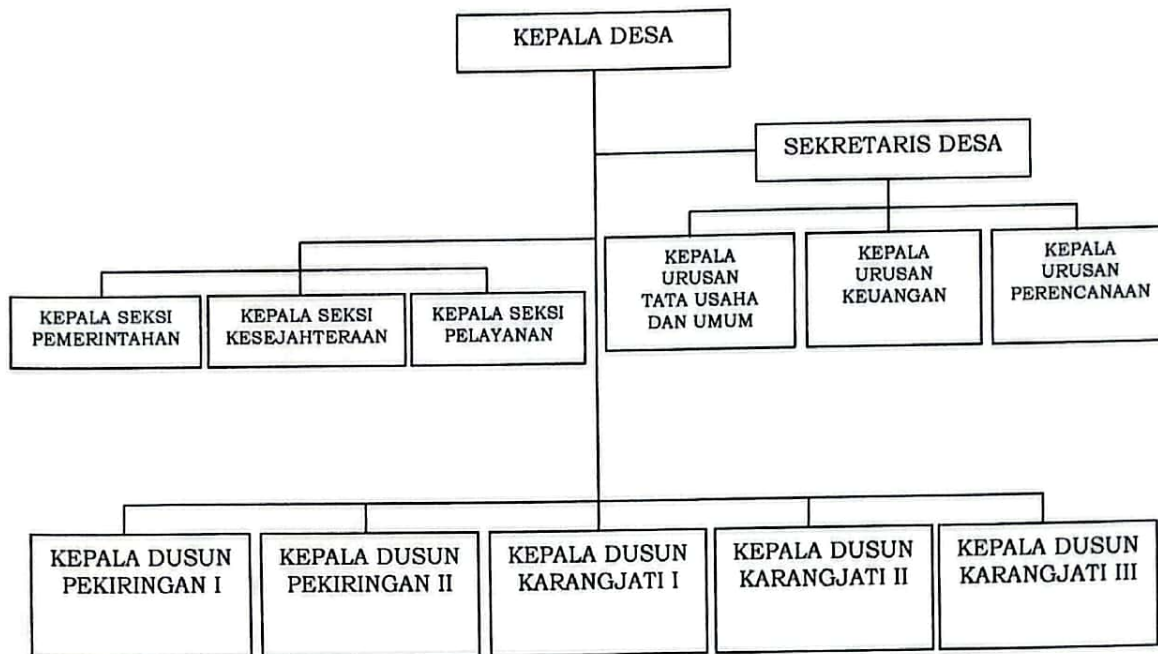 KEPALA DESA
SEKRETARIS DESA
KEPALA
URUSAN
TATA USAHA
DAN UMUM
KEPALA
URUSAN
KEUANGAN
KEPALA
URUSAN
PERENCANAAN
KEPALA SEKSI
PEMERINTAHAN
KEPALA SEKSI
KESEJAHTERAAN
KEPALA SEKSI
PELAYANAN
KEPALA DUSUN
PEKIRINGAN I
KEPALA DUSUN
PEKIRINGAN II
KEPALA DUSUN
KARANGJATI I
KEPALA DUSUN
KARANGJATI II
KEPALA DUSUN
KARANGJATI III